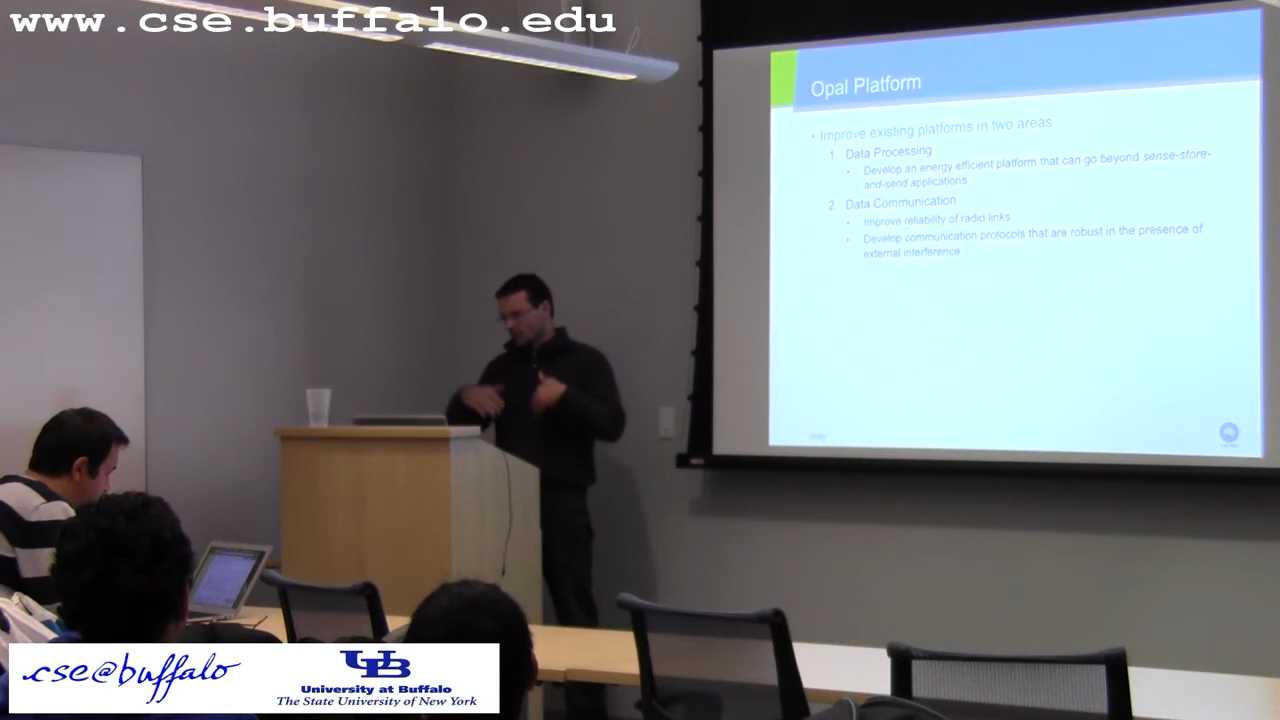 www.cse.buffalo.edu
Opal Platform
• Improve existing platforms in two areas
1 Data Processing
• Develop an energy efficient platform that can go beyond sense-store-
and-send applications
2 Data Communication
• Improve reliability of radio links
• Develop communication protocols that are robust in the presence of
external interference
.cse@buffalo
UB
University at Buffalo
The State University of New York